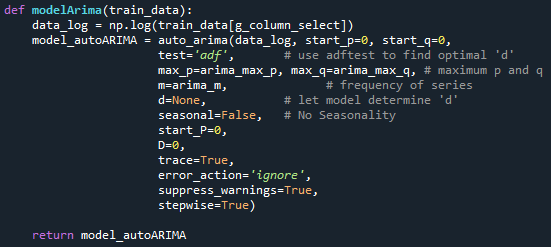 def modelArima(train_data):
    data_log = np.log(train_data[g_column_select])
    model_autoARIMA = auto_arima(data_log, start_p=0, start_q=0,
                      test='adf',       # use adftest to find optimal 'd'
                      max_p=arima_max_p, max_q=arima_max_q, # maximum p and q
                      m=arima_m,              # frequency of series
                      d=None,           # let model determine 'd'
                      seasonal=False,   # No Seasonality
                      start_P=0,
                      D=0,
                      trace=True,
                      error_action='ignore',
                      suppress_warnings=True,
                      stepwise=True)
    return model_autoARIMA